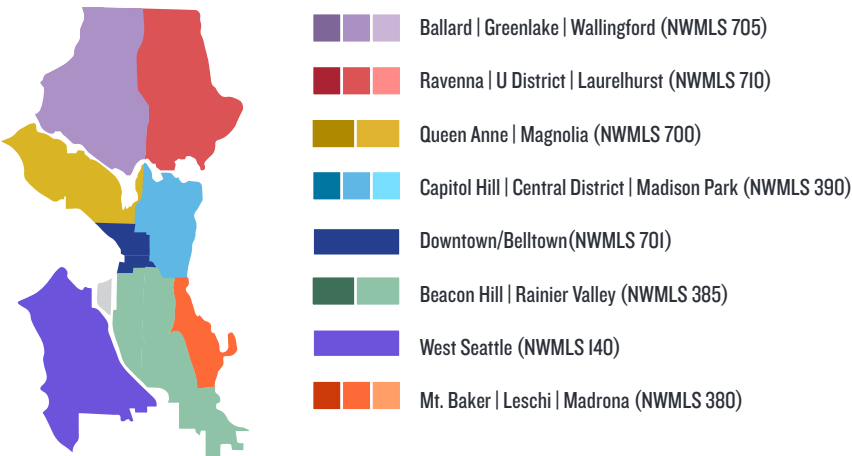 Ballard | Greenlake | Wallingford (NWMLS 705)
Ravenna | U District | Laurelhurst (NWMLS 710)
Queen Anne | Magnolia (NWMLS 700)
Capitol Hill | Central District | Madison Park (NWMLS 390)
Downtown/Belltown(NWMLS 701)
Beacon Hill | Rainier Valley (NWMLS 385)
West Seattle (NWMLS 140)
Mt. Baker | Leschi | Madrona (NWMLS 380)